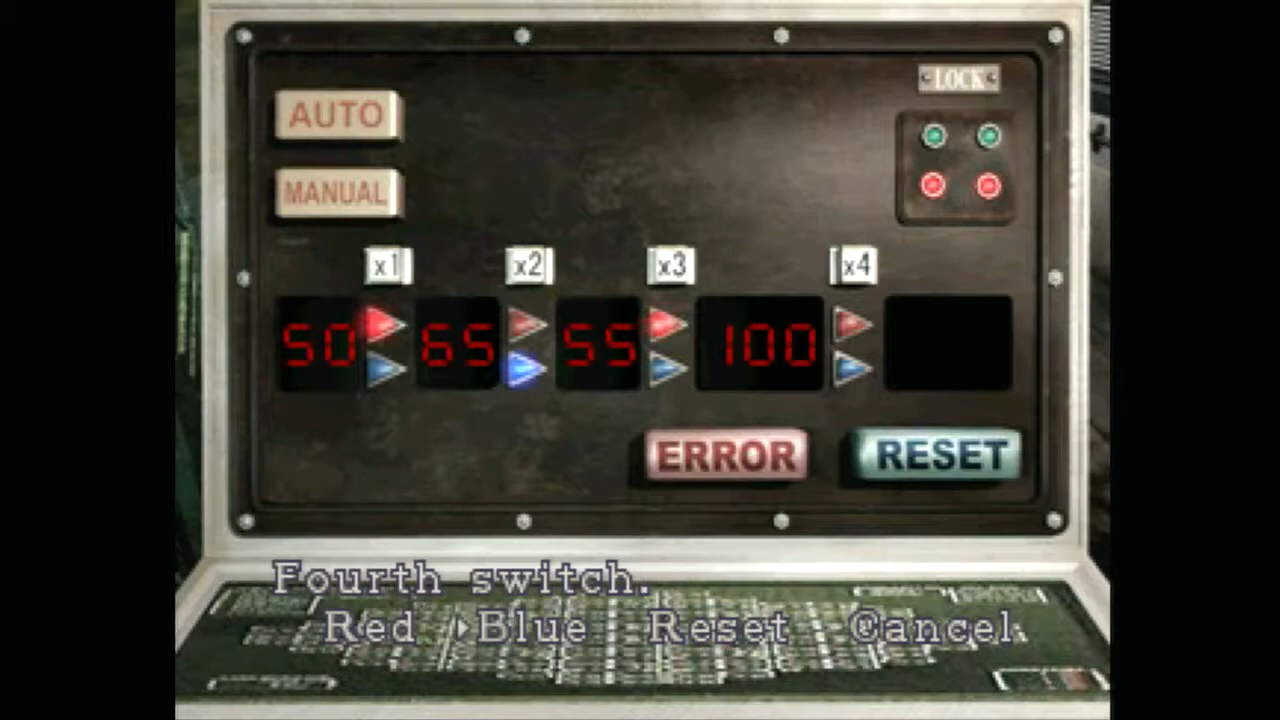 LOCK
AUTO
MANUAL
x1 x2 x3 x4
50 65 55 100
ERROR RESET
Fourth switch.
Red Blue Reset Cancel